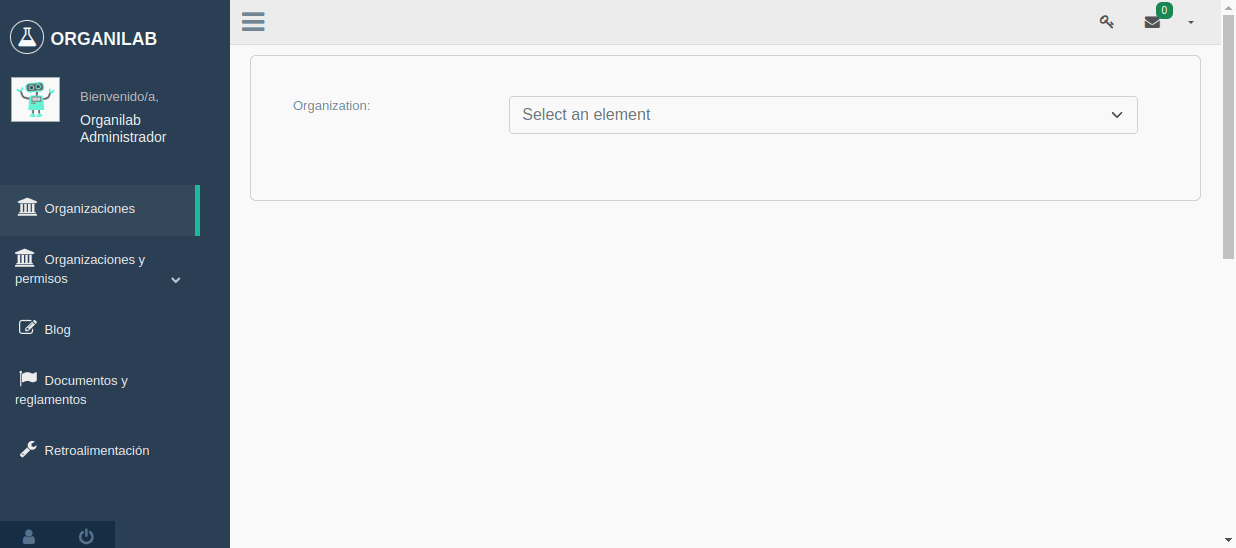 ORGANILAB
0
Bienvenido/a,
Organilab
Administrador
Organization:
Select an element
Organizaciones
Organizaciones y
permisos
Blog
Documentos y
reglamentos
Retroalimentación